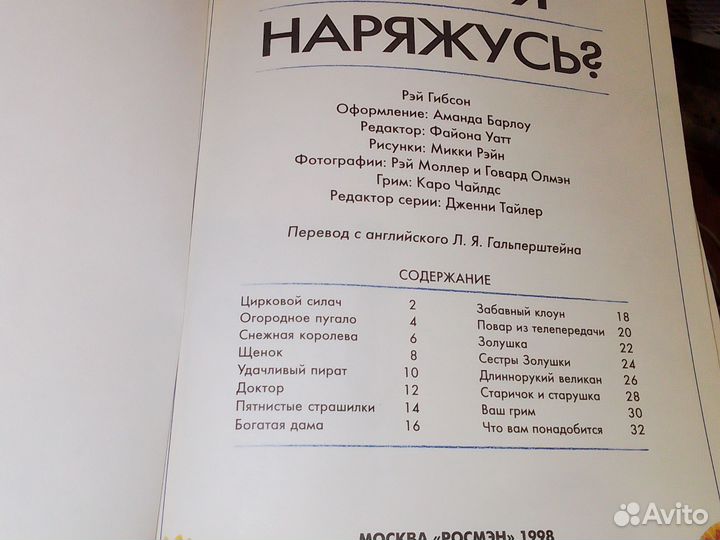 Я
НАРЯЖУСЬ?
Рэй Гибсон
Оформление: Аманда Барлоу
Редактор: Файона Уатт
Рисунки: Микки Рэйн
Фотографии: Рэй Моллер и Говард Олмэн
Грим: Каро Чайлдс
Редактор серии: Дженни Тайлер
Перевод с английского Л. Я. Гальперштейна
СОДЕРЖАНИЕ
Цирковой силач 2
Огородное пугало 4
Снежная королева 6
Щенок 8
Удачливый пират 10
Доктор 12
Пятнистые страшилки 14
Богатая дама 16
Забавный клоун 18
Повар из телепередачи 20
Золушка 22
Сестры Золушки 24
Длиннорукий великан 26
Старичок и старушка 28
Ваш грим 30
Что вам понадобится 32
МОСКВА «РОСМЭН» 1998
Avito